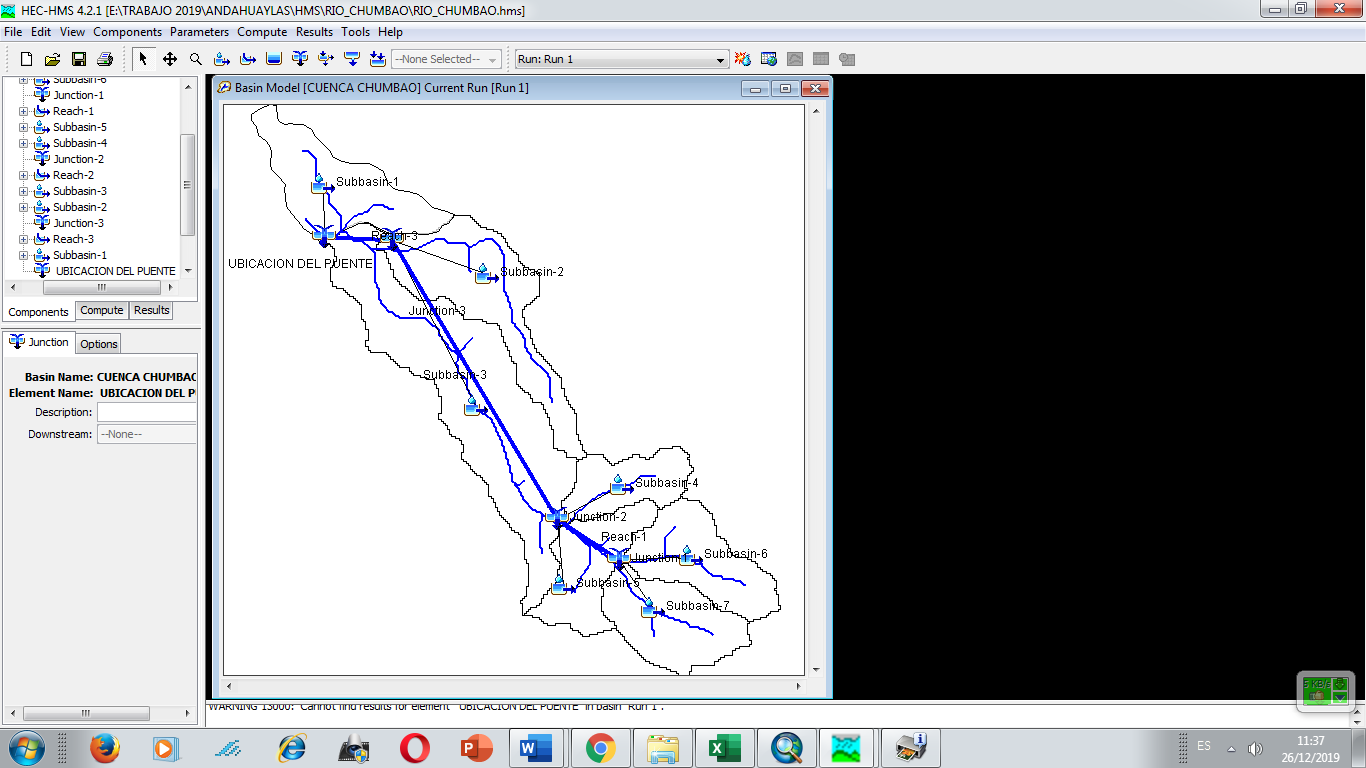 HEC-HMS 4.2.1 [E:\TRABAJO 2019\ANDAHUAYLAS\HMS\RIO_CHUMBAO\RIO_CHUMBAO.hms]
File Edit View Components Parameters Compute Results Tools Help
--None Selected-- Run: Run 1
Subbasin-6
Junction-1
Reach-1
Subbasin-5
Subbasin-4
Junction-2
Reach-2
Subbasin-3
Subbasin-2
Junction-3
Reach-3
Subbasin-1
UBICACION DEL PUENTE
Components Compute Results
Junction Options
Basin Name: CUENCA CHUMBAO
Element Name: UBICACION DEL P
Description:
Downstream: --None--
Basin Model [CUENCA CHUMBAO] Current Run [Run 1]
Subbasin-1
Reach-3
UBICACION DEL PUENTE
Subbasin-2
Junction-3
Subbasin-3
Subbasin-4
Junction-2
Reach-1
Junction
Subbasin-6
Subbasin-5
Subbasin-7
5 KB/s
WARNING 13000: Cannot find results for element " UBICACION DEL PUENTE" in basin "Run 1".
ES
11:37
26/12/2019